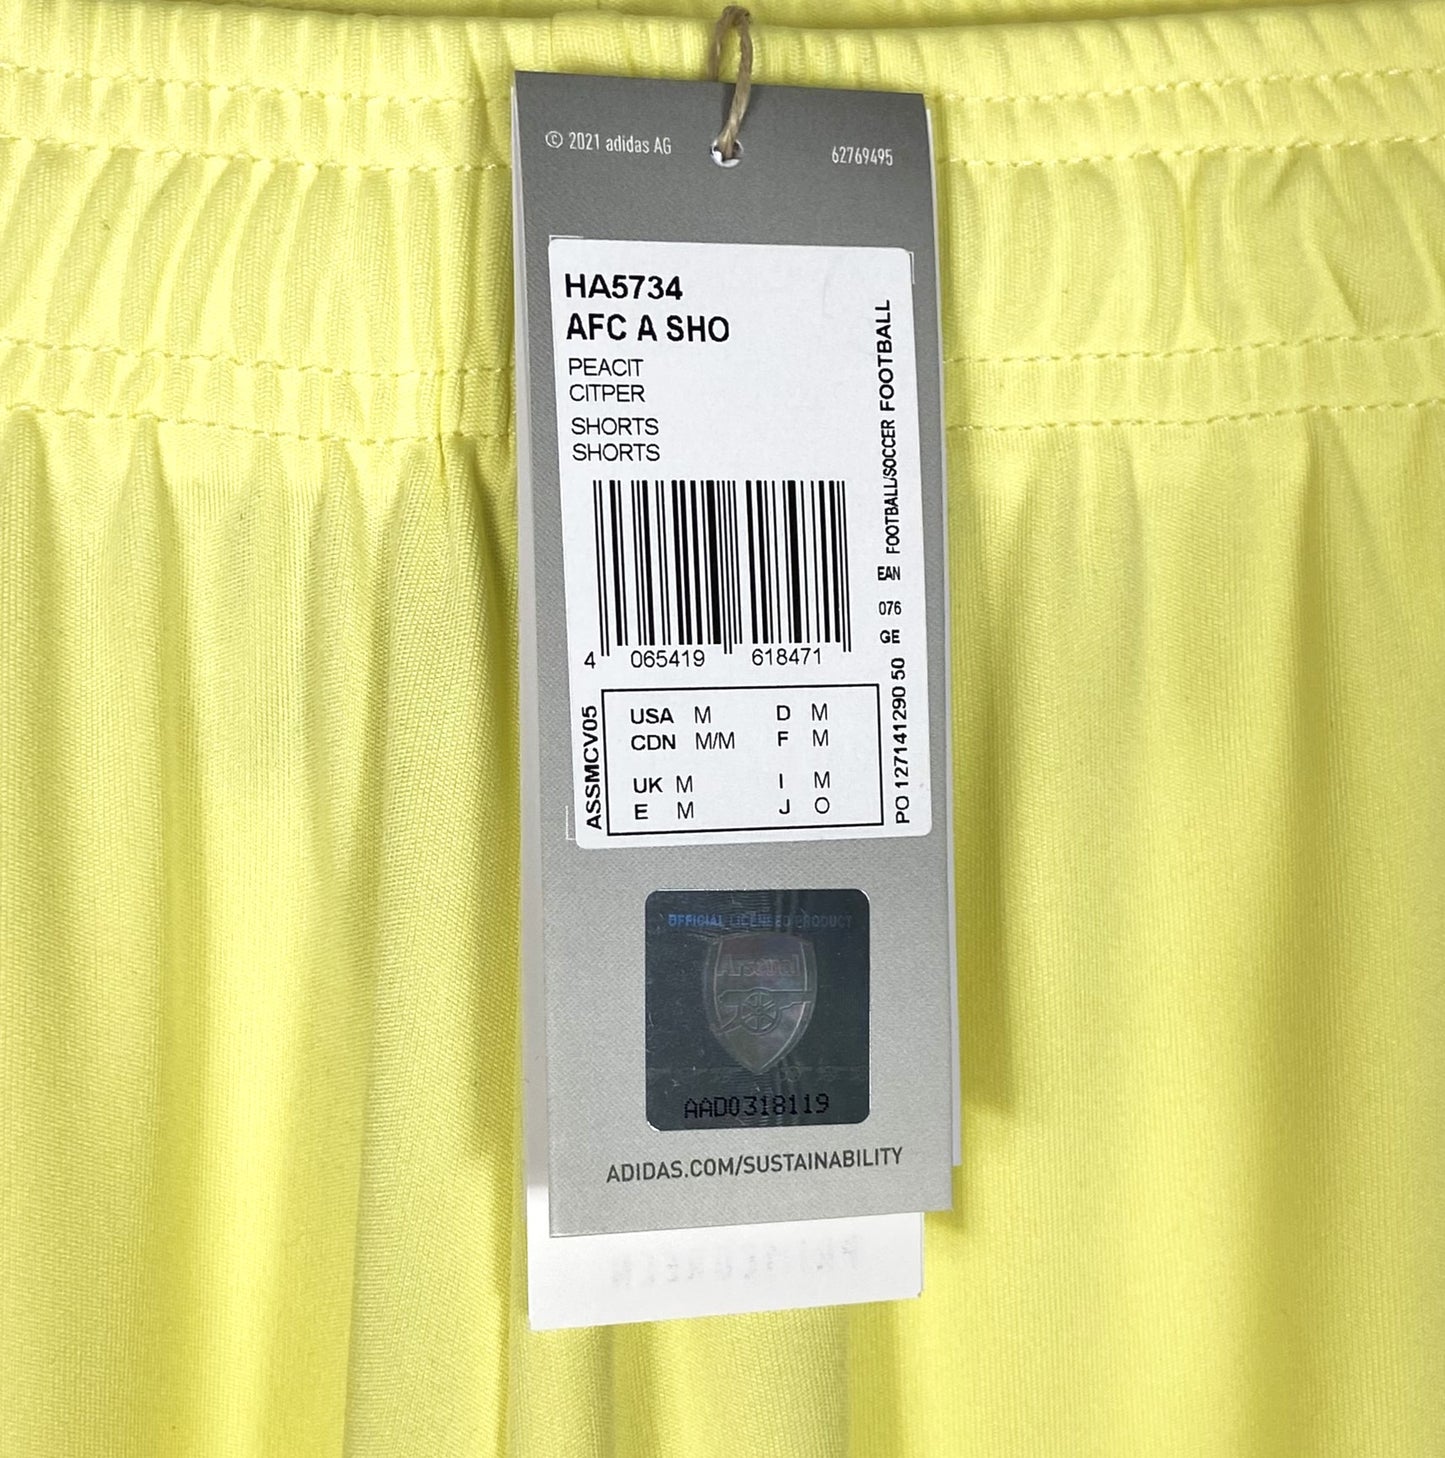 © 2021 adidas AG
62769495
HA5734
AFC A SHO
PEACIT
CITPER
SHORTS
SHORTS
FOOTBALL/SOCCER FOOTBALL
EAN
076
GE
PO 127141290 50
4 065419 618471
ASSMCV05
USA M D M
CDN M/M F M
UK M I M
E M J O
OFFICIAL LICENSED PRODUCT
Arsenal
AAD0318119
ADIDAS.COM/SUSTAINABILITY
PRIMEGREEN